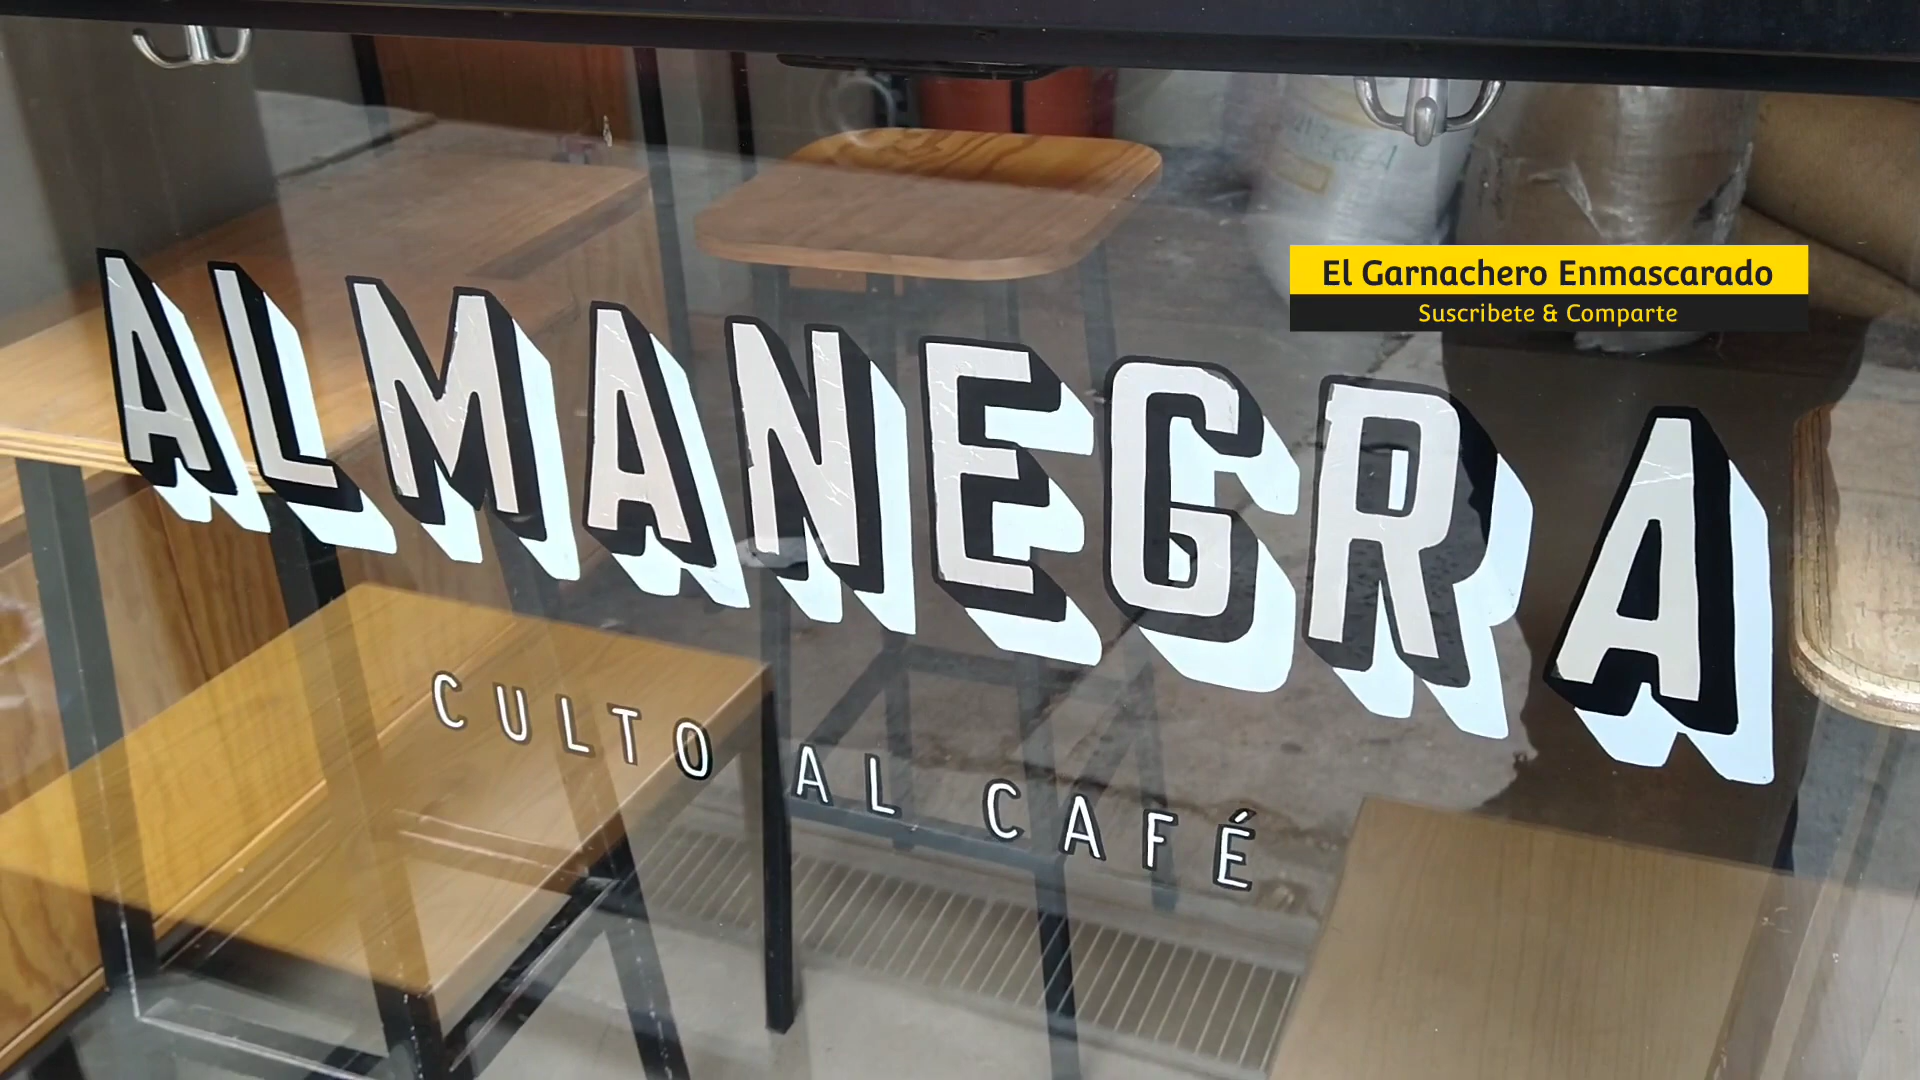 El Garnachero Enmascarado
Suscribete & Comparte
ALMANEGRA
CULTO AL CAFÉ